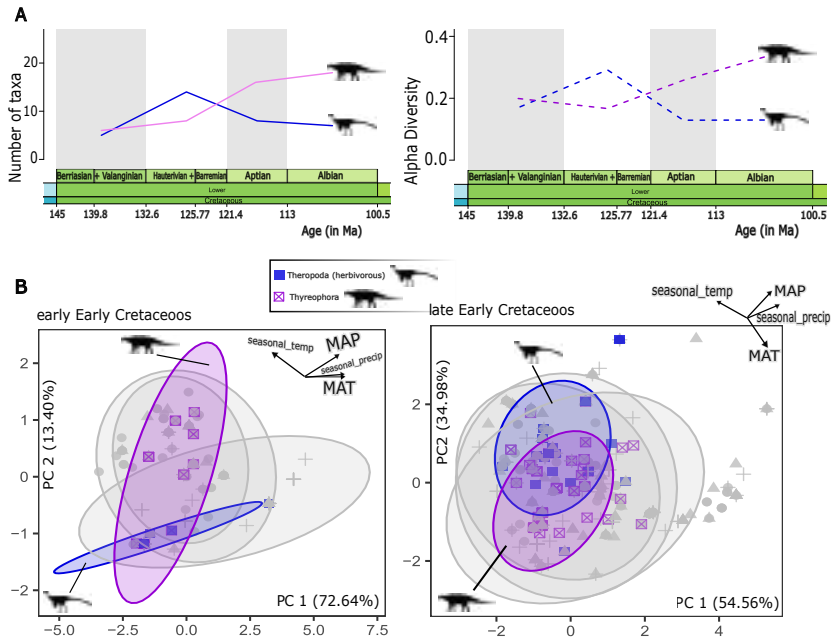 A
Number of taxa
20
10
0
Berriasian + Valanginian Hauterivian + Barremian Aptian Albian
Lower
Cretaceous
145 139.8 132.6 125.77 121.4 113 100.5
Age (in Ma)
Alpha Diversity
0.4
0.2
0.0
Berriasian + Valanginian Hauterivian + Barremian Aptian Albian
Lower
Cretaceous
145 139.8 132.6 125.77 121.4 113 100.5
Age (in Ma)
B
Theropoda (herbivorous)
Thyreophora
early Early Cretaceoos
seasonal_temp
MAP
seasonal_precip
MAT
PC 2 (13.40%)
2
1
0
−1
−2
PC 1 (72.64%)
−5.0 −2.5 0.0 2.5 5.0 7.5
late Early Cretaceoos
seasonal_temp
MAP
seasonal_precip
MAT
PC2 (34.98%)
2
0
−2
PC 1 (54.56%)
−2 0 2 4